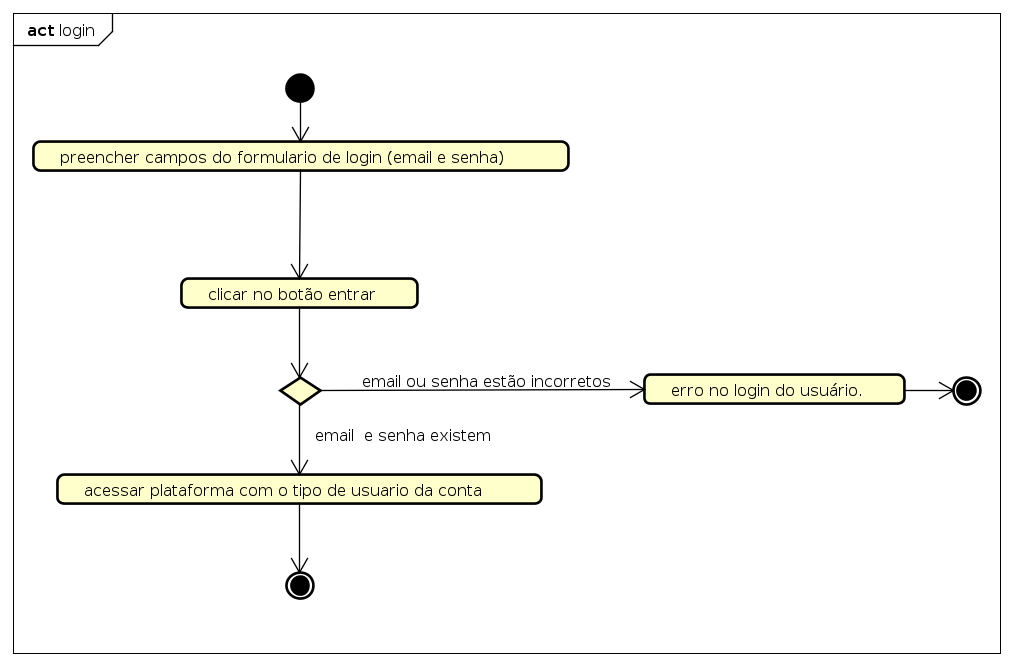 act login
preencher campos do formulario de login (email e senha)
clicar no botão entrar
email ou senha estão incorretos
erro no login do usuário.
email  e senha existem
acessar plataforma com o tipo de usuario da conta